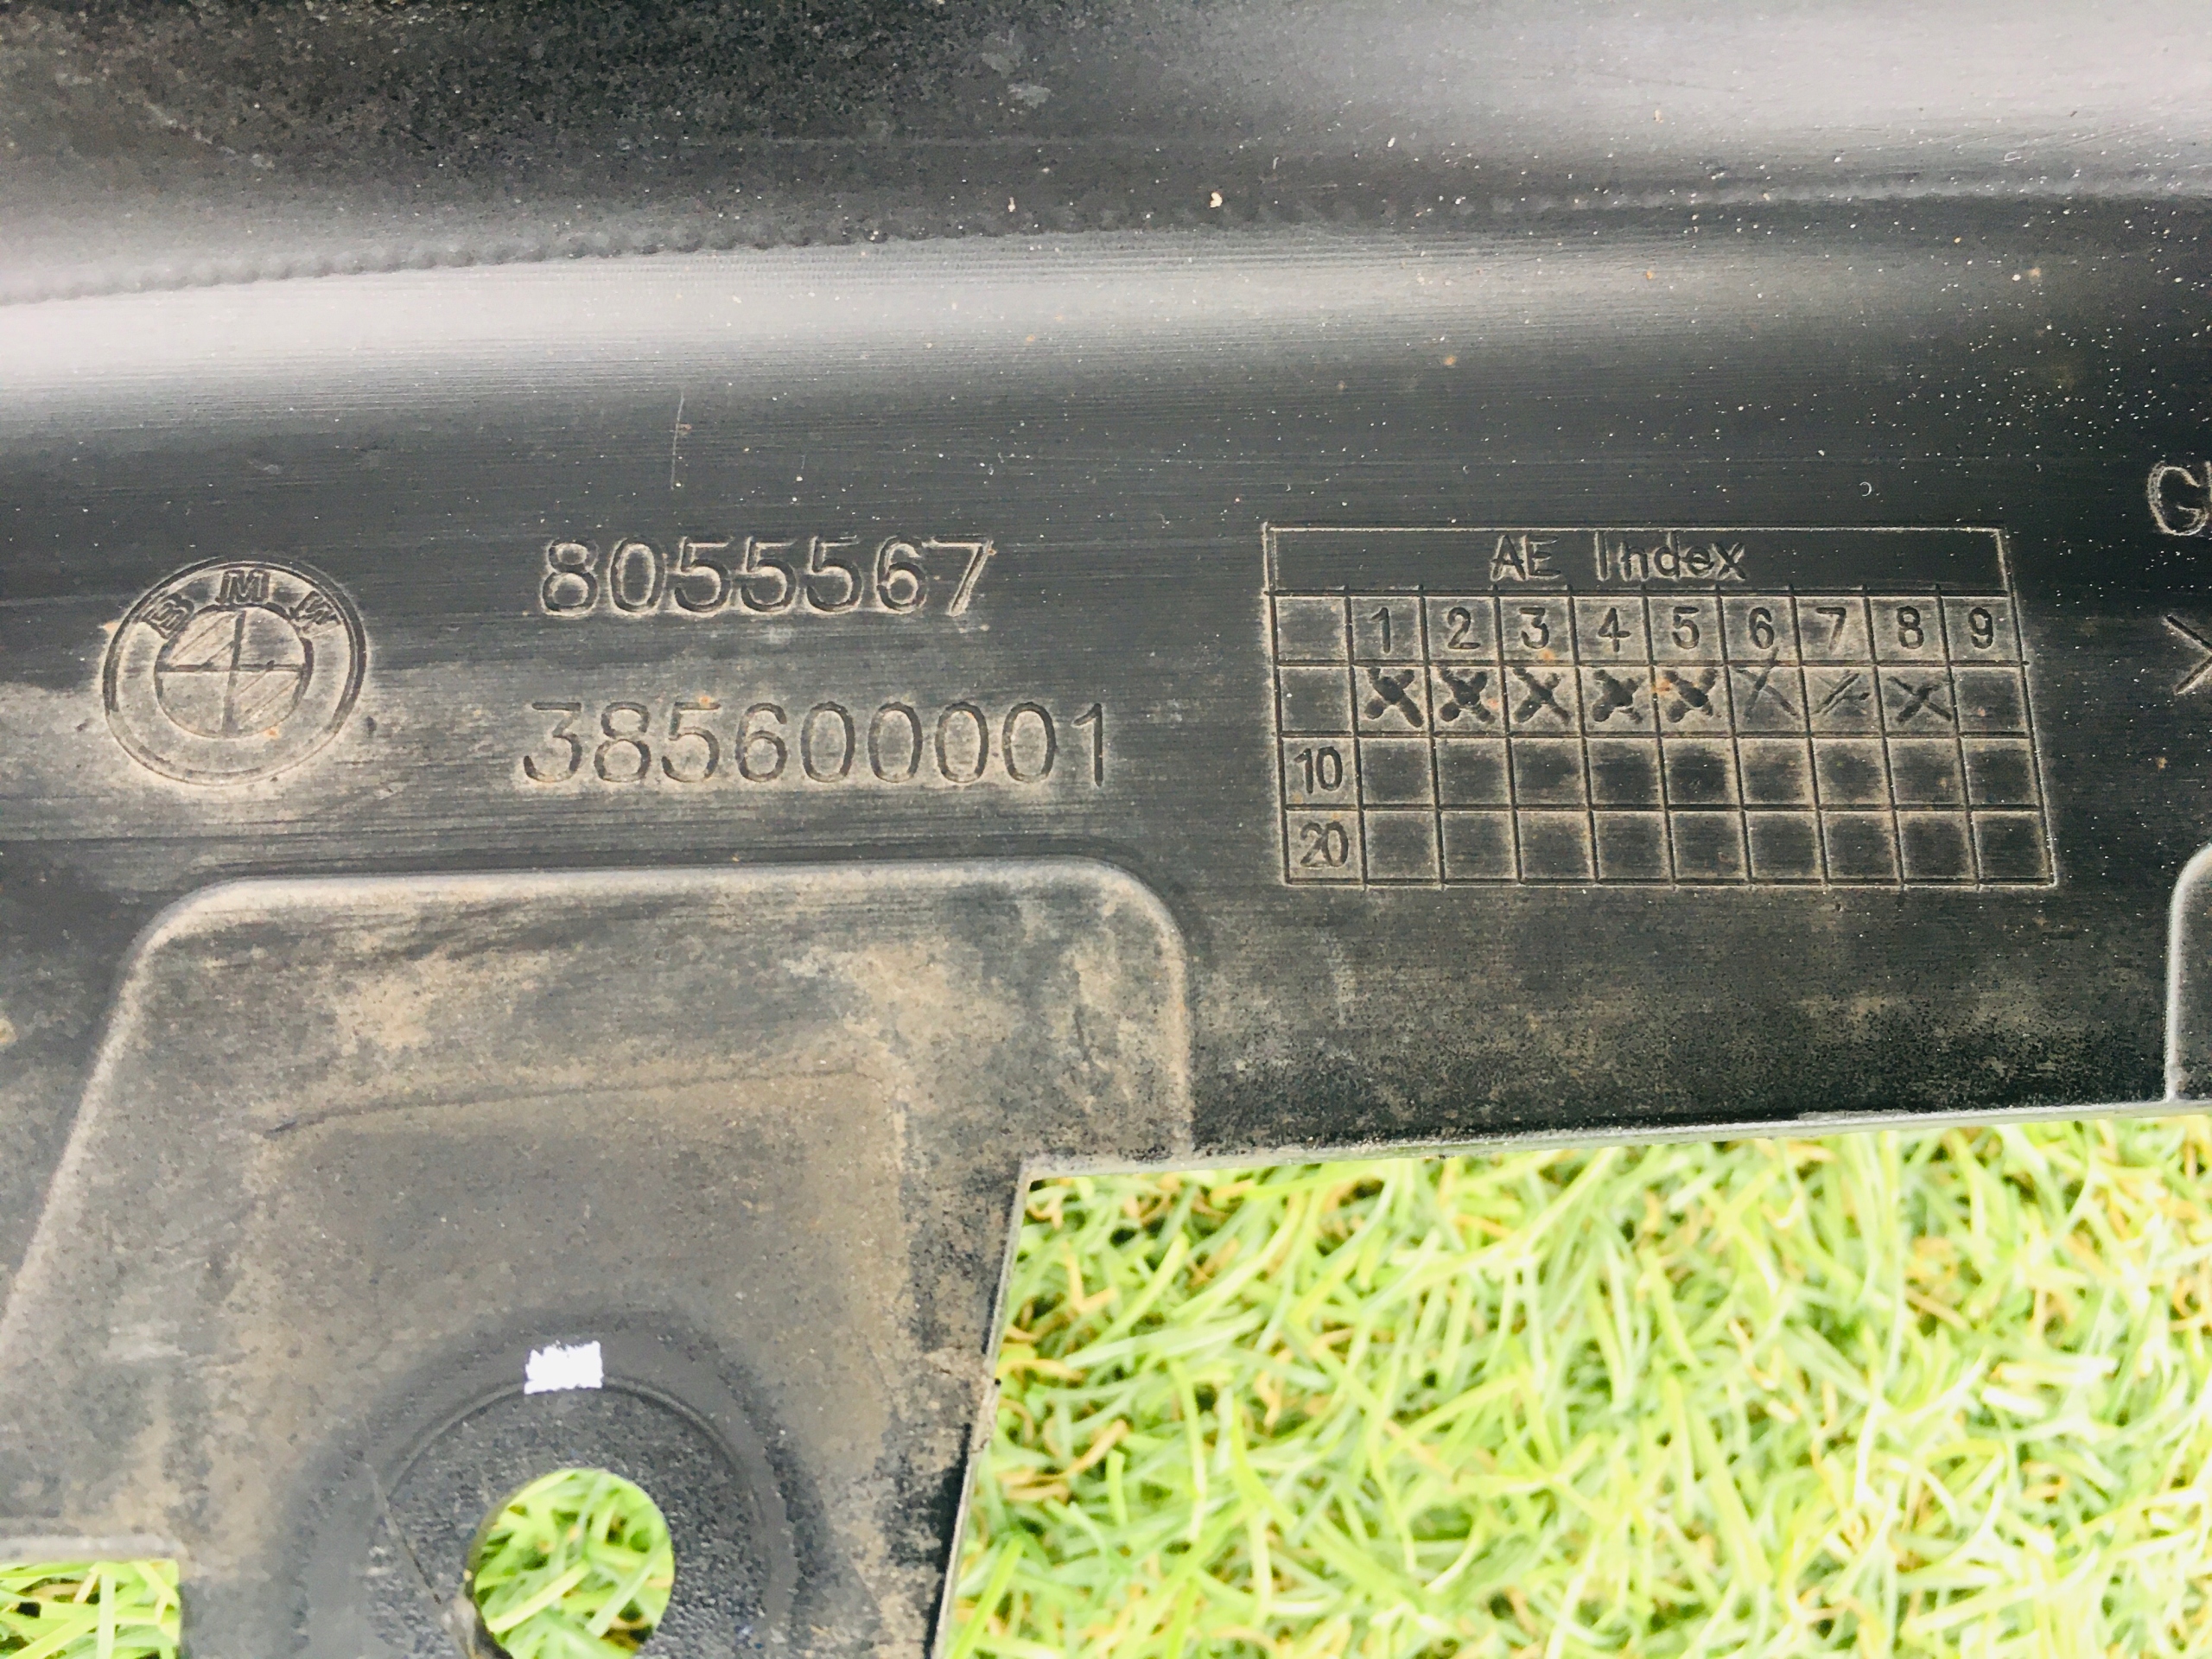 BMW
8055567
385600001
AE Index
1 2 3 4 5 6 7 8 9
X X X X X X X X
10
20
G